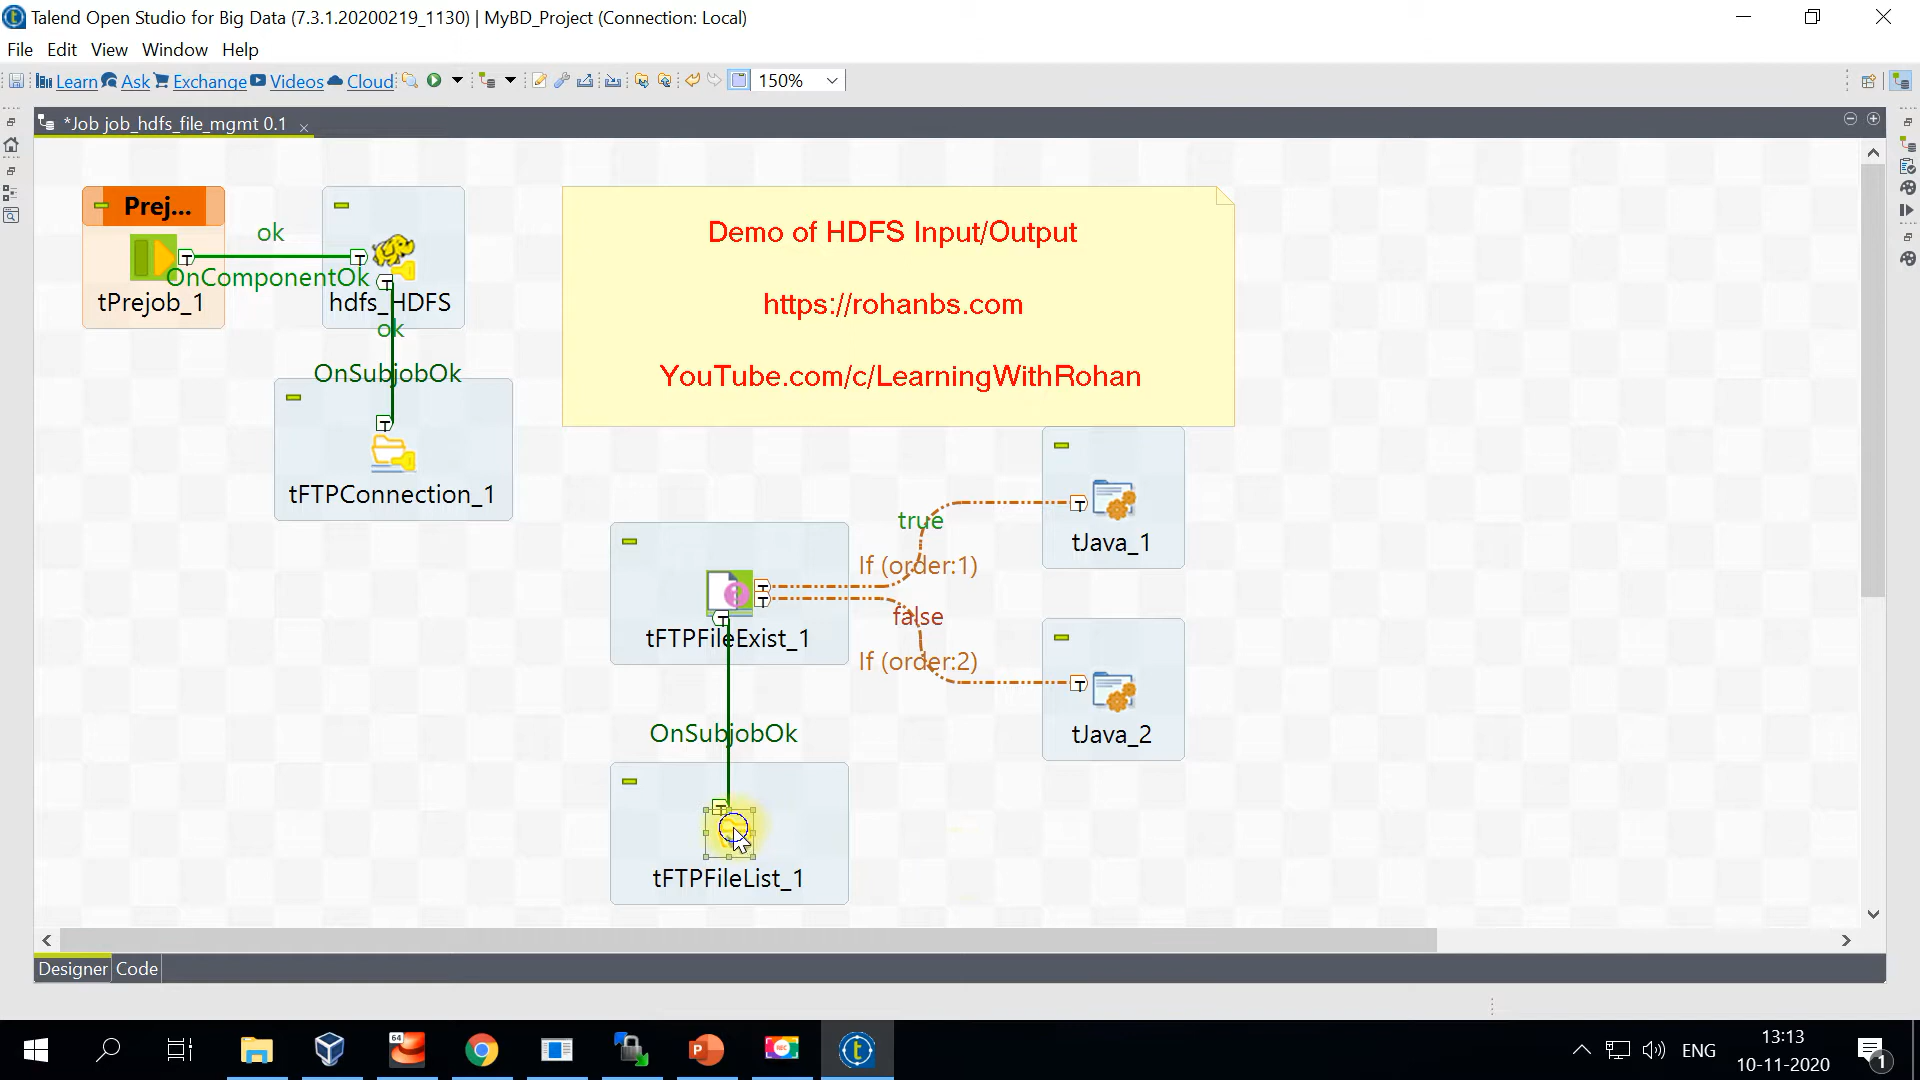 Talend Open Studio for Big Data (7.3.1.20200219_1130) | MyBD_Project (Connection: Local)
File Edit View Window Help
Learn Ask Exchange Videos Cloud 150%
*Job job_hdfs_file_mgmt 0.1
Prej...
ok
OnComponentOk
tPrejob_1
hdfs_HDFS
ok
OnSubjobOk
tFTPConnection_1
Demo of HDFS Input/Output
https://rohanbs.com
YouTube.com/c/LearningWithRohan
true
If (order:1)
tJava_1
tFTPFileExist_1
false
If (order:2)
tJava_2
OnSubjobOk
tFTPFileList_1
Designer Code
64
REC
ENG
13:13
10-11-2020
1